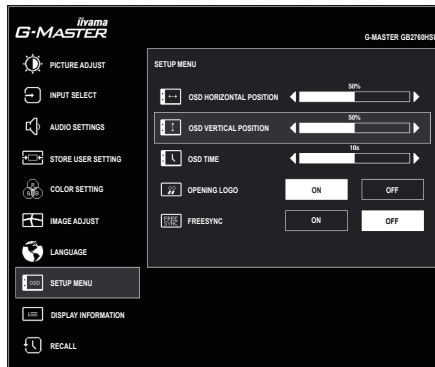 iiyama
G-MASTER
G-MASTER GB2760HSU
PICTURE ADJUST
INPUT SELECT
AUDIO SETTINGS
STORE USER SETTING
COLOR SETTING
IMAGE ADJUST
LANGUAGE
OSD
SETUP MENU
DISPLAY INFORMATION
RECALL
SETUP MENU
OSD HORIZONTAL POSITION
50%
OSD VERTICAL POSITION
50%
OSD TIME
10s
OPENING LOGO
ON
OFF
FREE
SYNC
FREESYNC
ON
OFF